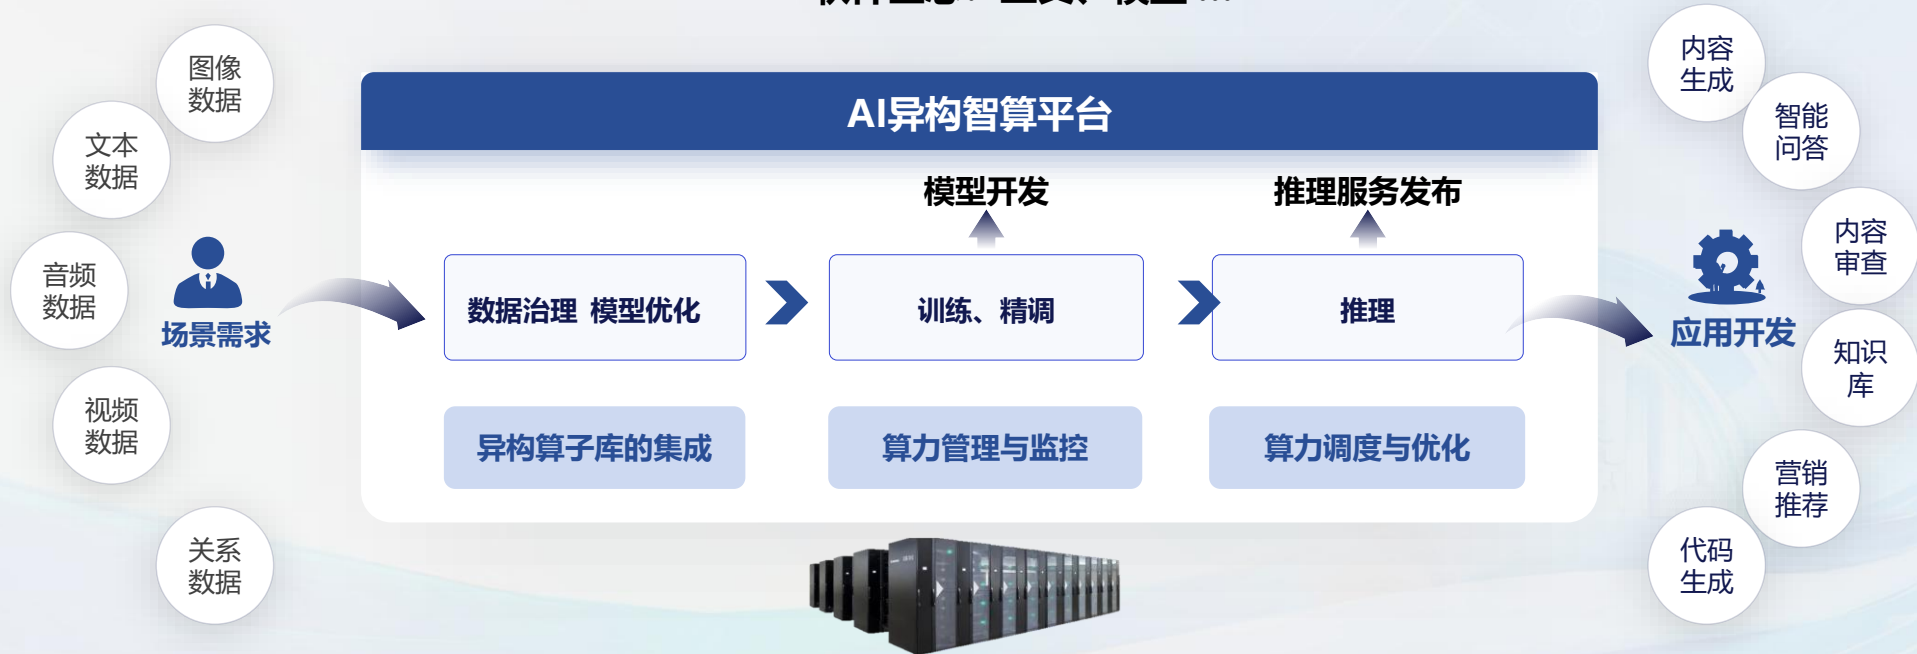 图像
数据
文本
数据
音频
数据
视频
数据
关系
数据
场景需求
AI异构智算平台
模型开发
推理服务发布
数据治理 模型优化
训练、精调
推理
异构算子库的集成
算力管理与监控
算力调度与优化
应用开发
内容
生成
智能
问答
内容
审查
知识
库
营销
推荐
代码
生成